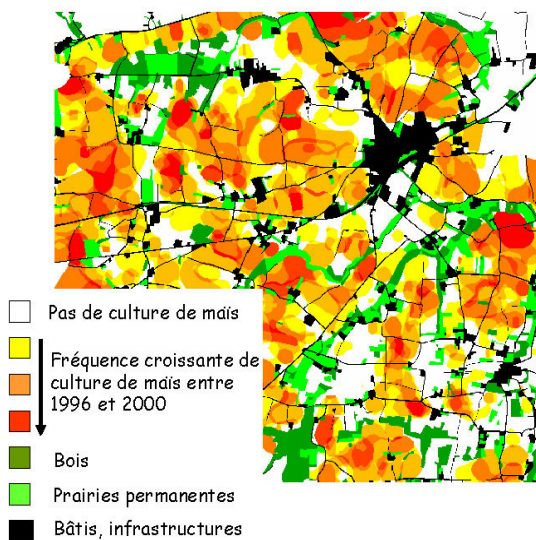 Pas de culture de maïs
Fréquence croissante de
culture de maïs entre
1996 et 2000
Bois
Prairies permanentes
Bâtis, infrastructures